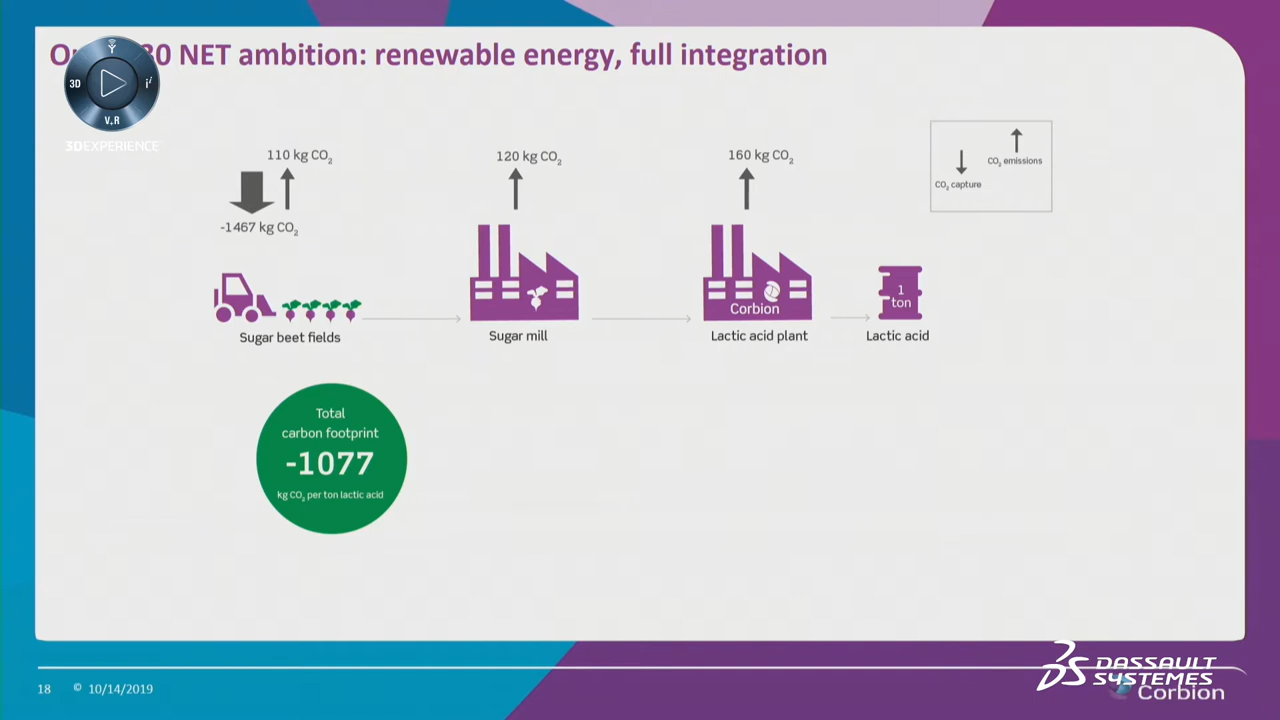 30 NET ambition: renewable energy, full integration
3D
V,R
3DEXPERIENCE
110 kg CO₂
-1467 kg CO₂
120 kg CO₂
160 kg CO₂
CO₂ emissions
CO₂ capture
Corbion
1
ton
Sugar beet fields
Sugar mill
Lactic acid plant
Lactic acid
Total
carbon footprint
-1077
kg CO₂ per ton lactic acid
18 © 10/14/2019
DASSAULT
SYSTEMES
Corbion